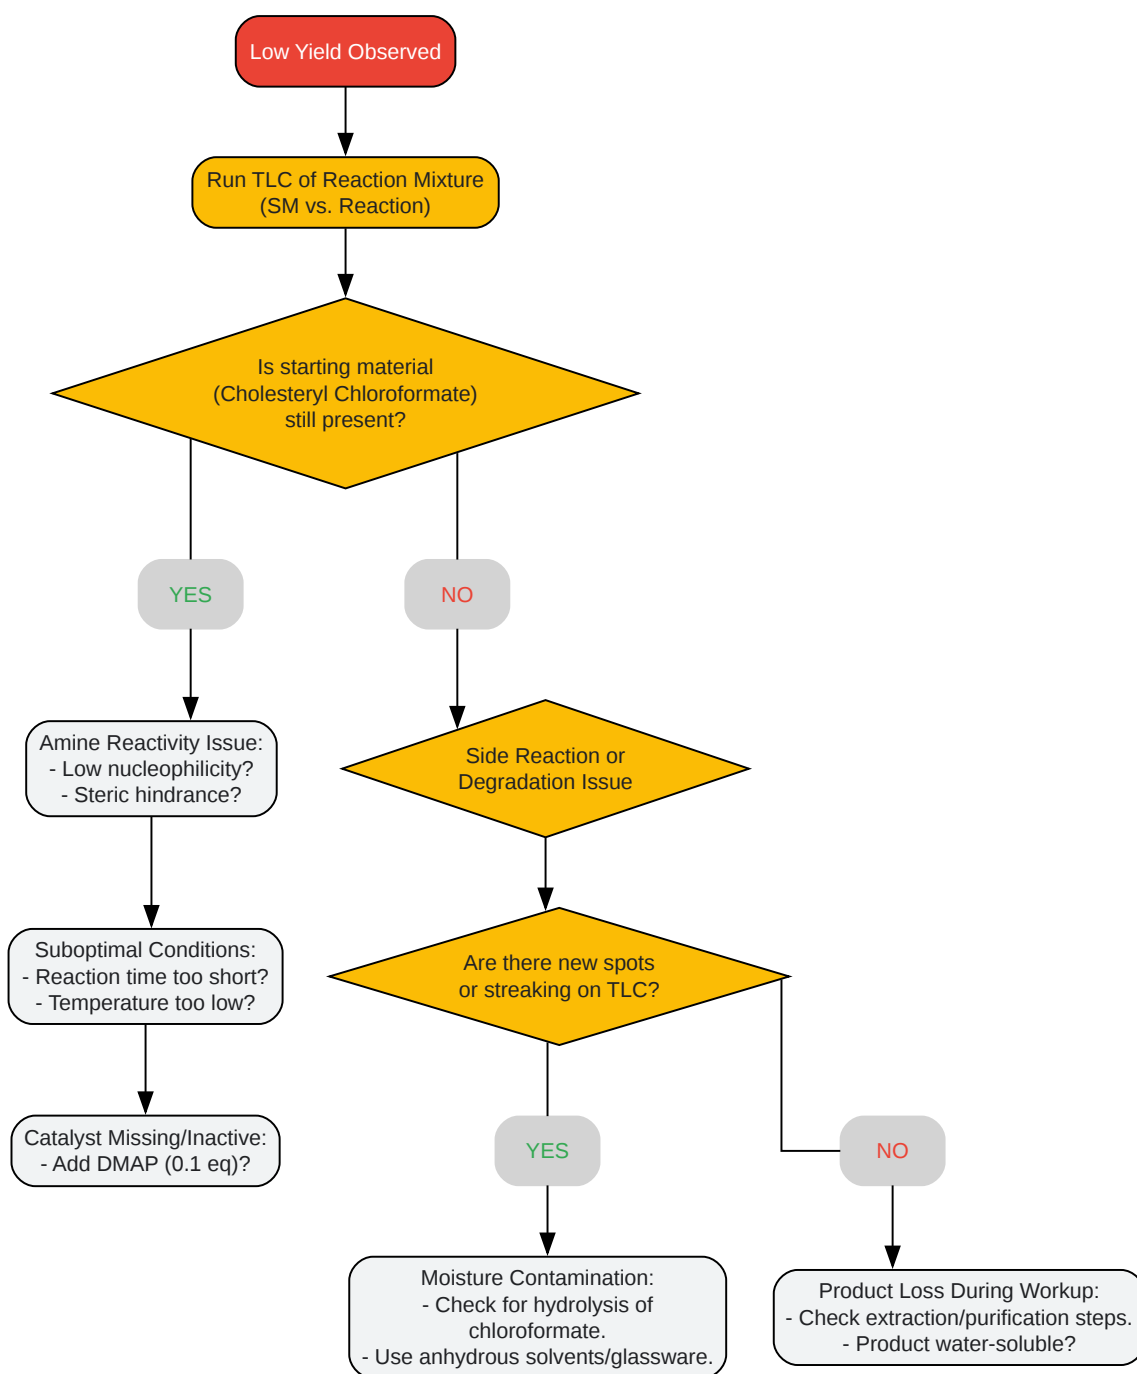 Low Yield Observed
Run TLC of Reaction Mixture
(SM vs. Reaction)
Is starting material
(Cholesteryl Chloroformate)
still present?
YES
NO
Amine Reactivity Issue:
- Low nucleophilicity?
- Steric hindrance?
Side Reaction or
Degradation Issue
Suboptimal Conditions:
- Reaction time too short?
- Temperature too low?
Are there new spots
or streaking on TLC?
Catalyst Missing/Inactive:
- Add DMAP (0.1 eq)?
YES
NO
Moisture Contamination:
- Check for hydrolysis of
chloroformate.
- Use anhydrous solvents/glassware.
Product Loss During Workup:
- Check extraction/purification steps.
- Product water-soluble?